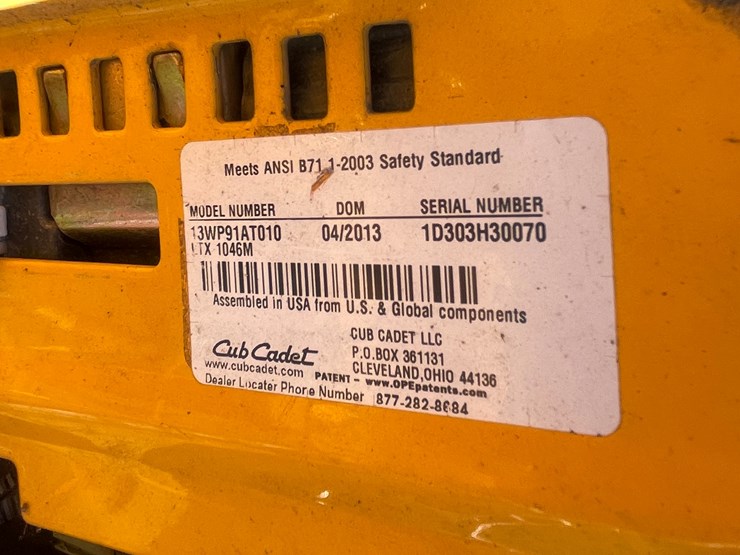 Meets ANSI B71.1-2003 Safety Standard
MODEL NUMBER DOM SERIAL NUMBER
13WP91AT010 04/2013 1D303H30070
LTX 1046M
Assembled in USA from U.S. & Global components
CUB CADET LLC
Cub Cadet P.O.BOX 361131
www.cubcadet.com CLEVELAND,OHIO 44136
PATENT - www.OPEpatents.com
Dealer Locater Phone Number 877-282-8684